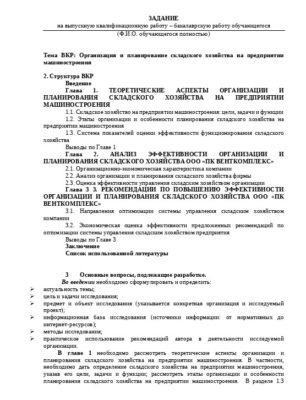 ЗАДАНИЕ
на выпускную квалификационную работу – бакалаврскую работу обучающегося
(Ф.И.О. обучающегося полностью)
Тема ВКР: Организация и планирование складского хозяйства на предприятии
машиностроения
2. Структура ВКР
Введение
Глава 1. ТЕОРЕТИЧЕСКИЕ АСПЕКТЫ ОРГАНИЗАЦИИ И
ПЛАНИРОВАНИЯ СКЛАДСКОГО ХОЗЯЙСТВА НА ПРЕДПРИЯТИИ
МАШИНОСТРОЕНИЯ
1.1. Складское хозяйство на предприятии машиностроения: цели, задачи и функции
1.2. Этапы организации и особенности планирования складского хозяйства на
предприятии машиностроения
1.3. Система показателей оценки эффективности функционирования складского
хозяйства
Выводы по Главе 1
Глава 2. АНАЛИЗ ЭФФЕКТИВНОСТИ ОРГАНИЗАЦИИ И
ПЛАНИРОВАНИЯ СКЛАДСКОГО ХОЗЯЙСТВА ООО «ПК ВЕНТКОМПЛЕКС»
2.1. Организационно-экономическая характеристика компании
2.2. Анализ организации и планирования складского хозяйства фирмы
2.3. Оценка эффективности управления складским хозяйством организации
Глава 3 3. РЕКОМЕНДАЦИИ ПО ПОВЫШЕНИЮ ЭФФЕКТИВНОСТИ
ОРГАНИЗАЦИИ И ПЛАНИРОВАНИЯ СКЛАДСКОГО ХОЗЯЙСТВА ООО «ПК
ВЕНТКОМПЛЕКС»
3.1. Направления оптимизации системы управления складским хозяйством
компании
3.2. Экономическая оценка эффективности предложенных рекомендаций по
оптимизации системы управления складским хозяйством предприятия
Выводы по Главе 3
Заключение
Список использованной литературы
3 Основные вопросы, подлежащие разработке.
Во введении необходимо сформулировать и определить:
➢ актуальность темы;
➢ цель и задачи исследования;
➢ предмет и объект исследования (указывается конкретная организация и исследуемый
проект);
➢ информационная база исследования (источники информации: от нормативных до
интернет-ресурсов);
➢ методы исследования;
➢ практическое использование рекомендаций автора в деятельности исследуемой
организации.
В главе 1 необходимо рассмотреть теоретические аспекты организации и
планирования складского хозяйства на предприятии машиностроения. В частности,
необходимо дать определение складского хозяйства на предприятии машиностроения,
указав его цели, задачи и функции; рассмотреть этапы организации и особенности
планирования складского хозяйства на предприятии машиностроения. В разделе 1.3